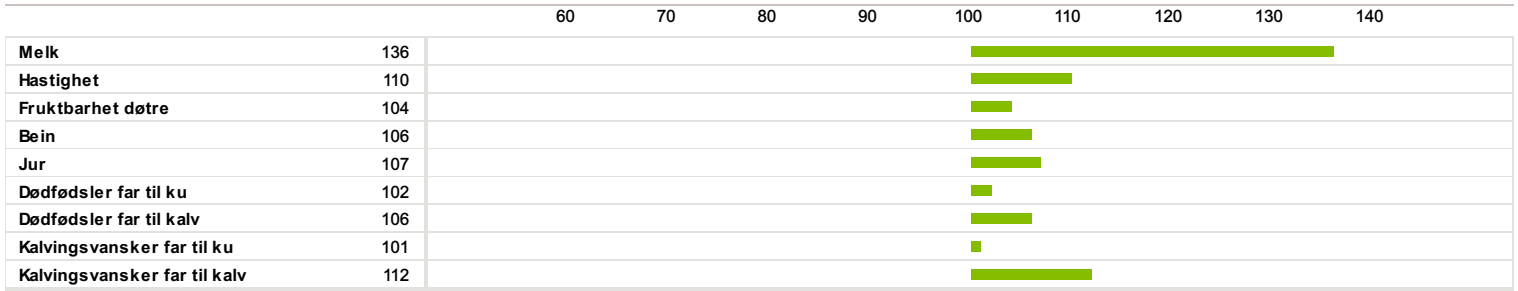 60 70 80 90 100 110 120 130 140
Melk 136
Hastighet 110
Fruktbarhet døtre 104
Bein 106
Jur 107
Dødfødsler far til ku 102
Dødfødsler far til kalv 106
Kalvingsvansker far til ku 101
Kalvingsvansker far til kalv 112